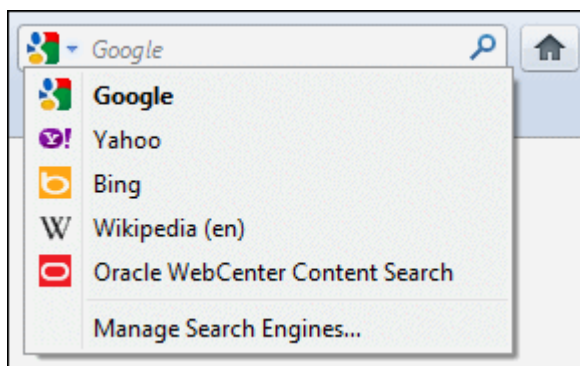 Google
Google
Yahoo
Bing
Wikipedia (en)
Oracle WebCenter Content Search
Manage Search Engines...